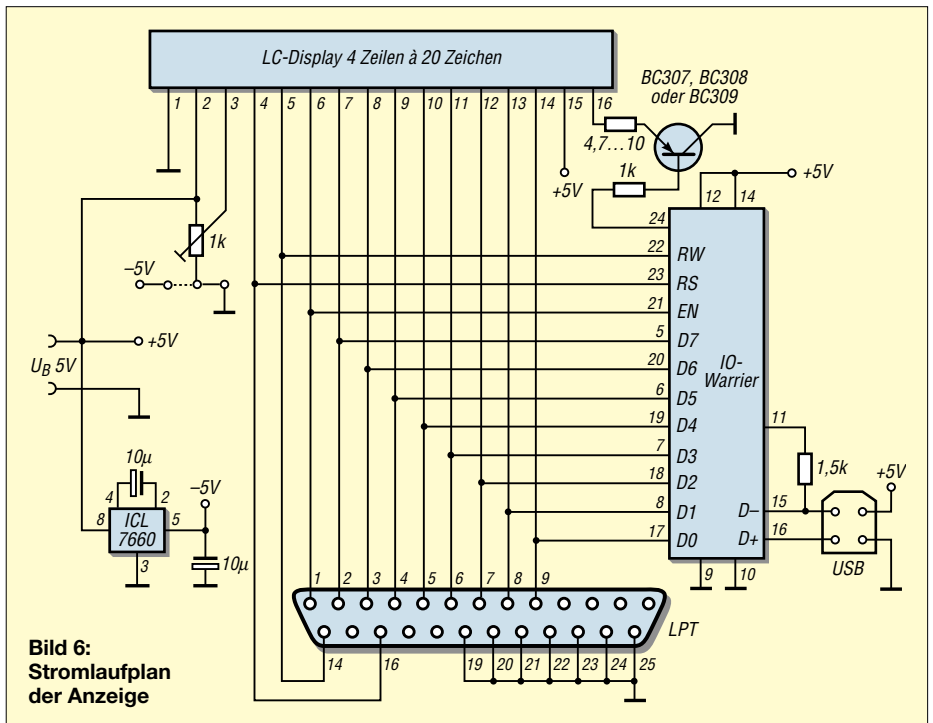 LC-Display 4 Zeilen à 20 Zeichen
1 2 3 4 5 6 7 8 9 10 11 12 13 14 15 16
BC307, BC308
oder BC309
4,7...10
1k
+5V
+5V
12 14
1k
–5V
+5V
U_B 5V
24
22 RW
23 RS
21 EN
5 D7
20 D6
6 D5
19 D4
7 D3
18 D2
8 D1
17 D0
IO-
Warrier
11
1,5k
D– 15
D+ 16
+5V
USB
9 10
10µ
4 2
–5V
8 ICL 5
7660
3
10µ
1 2 3 4 5 6 7 8 9
LPT
14 16 19 20 21 22 23 24 25
Bild 6:
Stromlaufplan
der Anzeige